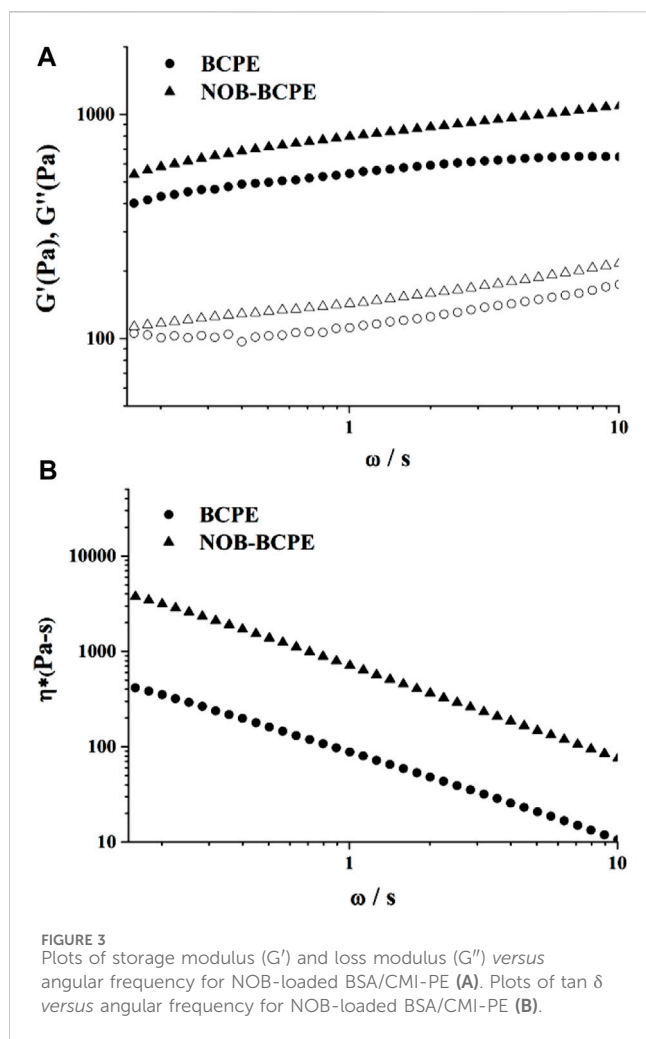 A
BCPE
NOB-BCPE
1000
100
G'(Pa), G''(Pa)
1
10
ω / s
B
BCPE
NOB-BCPE
10000
1000
100
10
η*(Pa-s)
1
10
ω / s
FIGURE 3
Plots of storage modulus (G′) and loss modulus (G″) versus
angular frequency for NOB-loaded BSA/CMI-PE (A). Plots of tan δ
versus angular frequency for NOB-loaded BSA/CMI-PE (B).